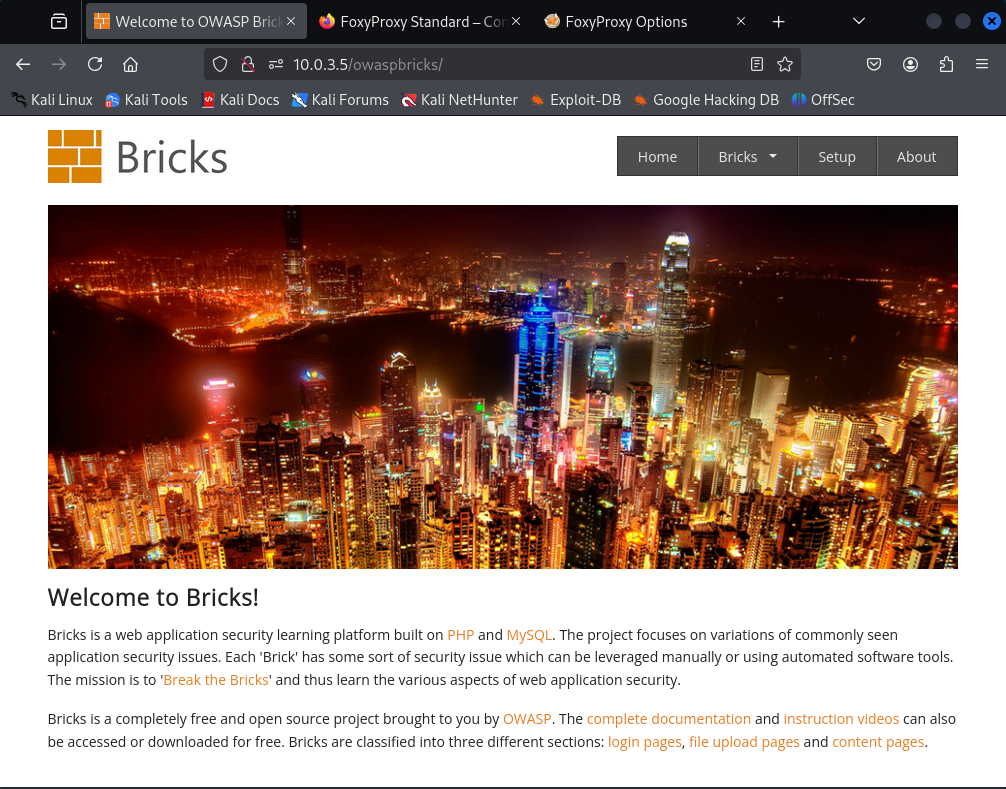 Welcome to OWASP Bric
FoxyProxy Standard – Cor
FoxyProxy Options
10.0.3.5/owaspbricks/
Kali Linux
Kali Tools
Kali Docs
Kali Forums
Kali NetHunter
Exploit-DB
Google Hacking DB
OffSec
Bricks
Home
Bricks
Setup
About
Welcome to Bricks!
Bricks is a web application security learning platform built on PHP and MySQL. The project focuses on variations of commonly seen
application security issues. Each 'Brick' has some sort of security issue which can be leveraged manually or using automated software tools.
The mission is to 'Break the Bricks' and thus learn the various aspects of web application security.
Bricks is a completely free and open source project brought to you by OWASP. The complete documentation and instruction videos can also
be accessed or downloaded for free. Bricks are classified into three different sections: login pages, file upload pages and content pages.